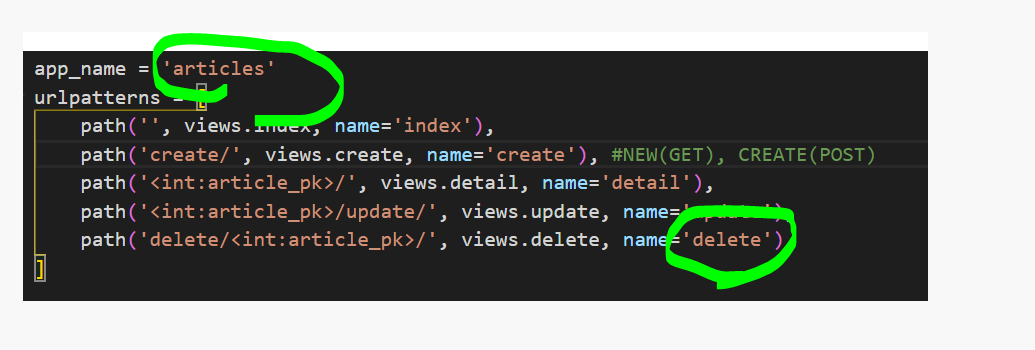 app_name = 'articles'
urlpatterns = [
path('', views.index, name='index'),
path('create/', views.create, name='create'), #NEW(GET), CREATE(POST)
path('<int:article_pk>/', views.detail, name='detail'),
path('<int:article_pk>/update/', views.update, name='update'),
path('delete/<int:article_pk>/', views.delete, name='delete')
]